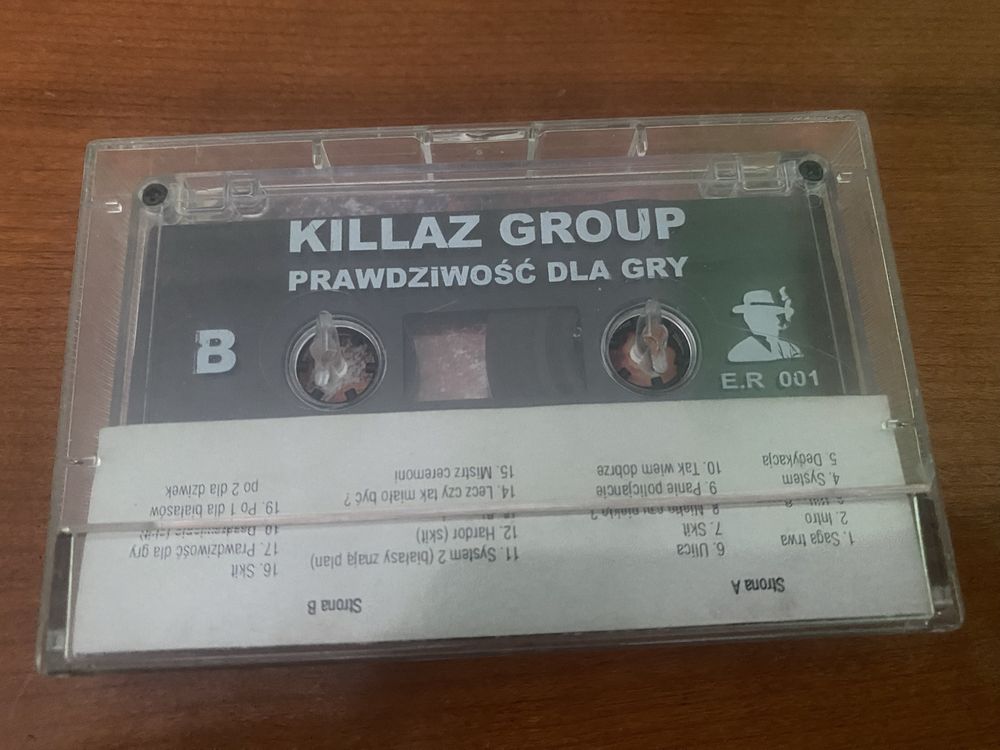 KILLAZ GROUP
PRAWDZiWOŚĆ DLA GRY
B
E.R 001
Strona A
1. Saga trwa
2. Intro
4. System
5. Dedykacja
6. Ulica
7. Skit
9. Panie policjancie
10. Tak wiem dobrze
Strona B
11. System 2 (białasy znają plan)
12. Hardor (skit)
14. Lecz czy tak miało być ?
15. Mistrz ceremoni
16. Skit
17. Prawdziwość dla gry
19. Po 1 dla białasów
po 2 dla dziwek